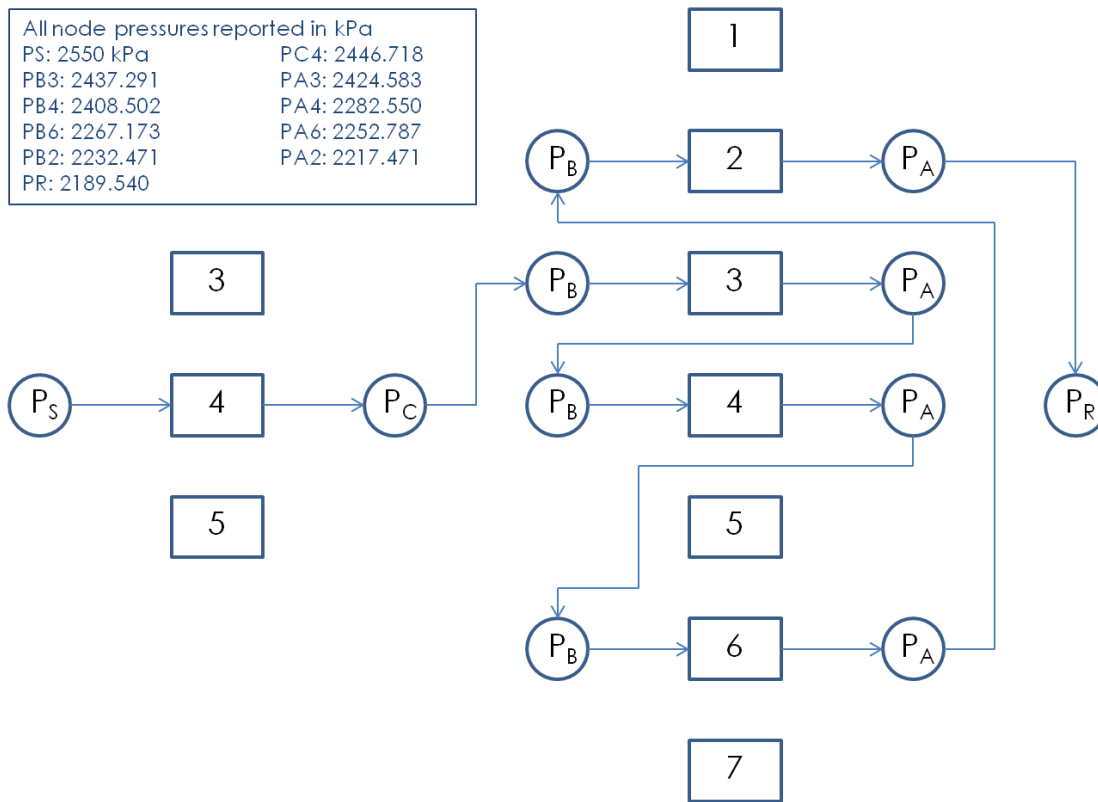 All node pressures reported in kPa
PS: 2550 kPa PC4: 2446.718
PB3: 2437.291 PA3: 2424.583
PB4: 2408.502 PA4: 2282.550
PB6: 2267.173 PA6: 2252.787
PB2: 2232.471 PA2: 2217.471
PR: 2189.540
1
PB 2 PA
3 PB 3 PA
PS 4 PC PB 4 PA PR
5 5
PB 6 PA
7